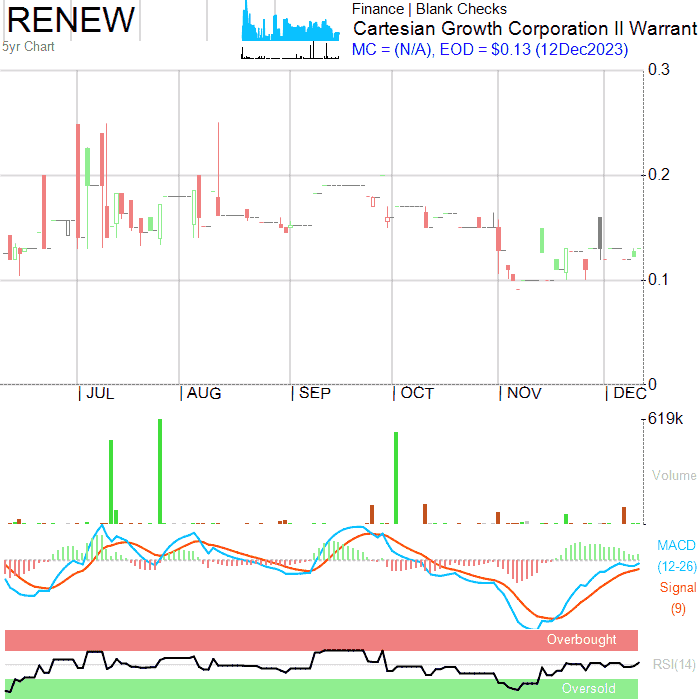 RENEW
5yr Chart
Finance | Blank Checks
Cartesian Growth Corporation II Warrant
MC = (N/A), EOD = $0.13 (12Dec2023)
0.3
0.2
0.1
0
JUL AUG SEP OCT NOV DEC
619k
Volume
MACD
(12-26)
Signal
(9)
Overbought
RSI(14)
Oversold